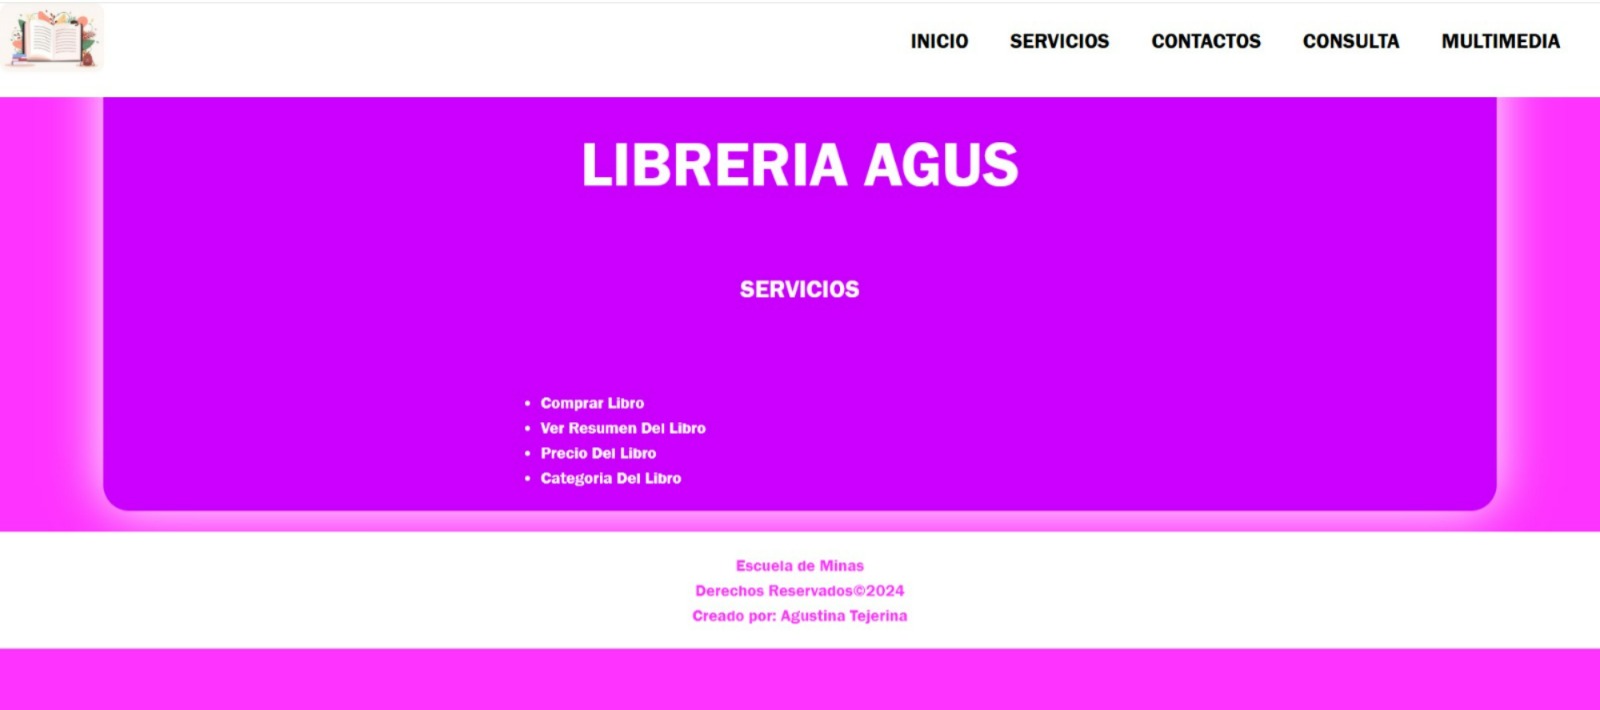 INICIO SERVICIOS CONTACTOS CONSULTA MULTIMEDIA
LIBRERIA AGUS
SERVICIOS
• Comprar Libro
• Ver Resumen Del Libro
• Precio Del Libro
• Categoria Del Libro
Escuela de Minas
Derechos Reservados©2024
Creado por: Agustina Tejerina